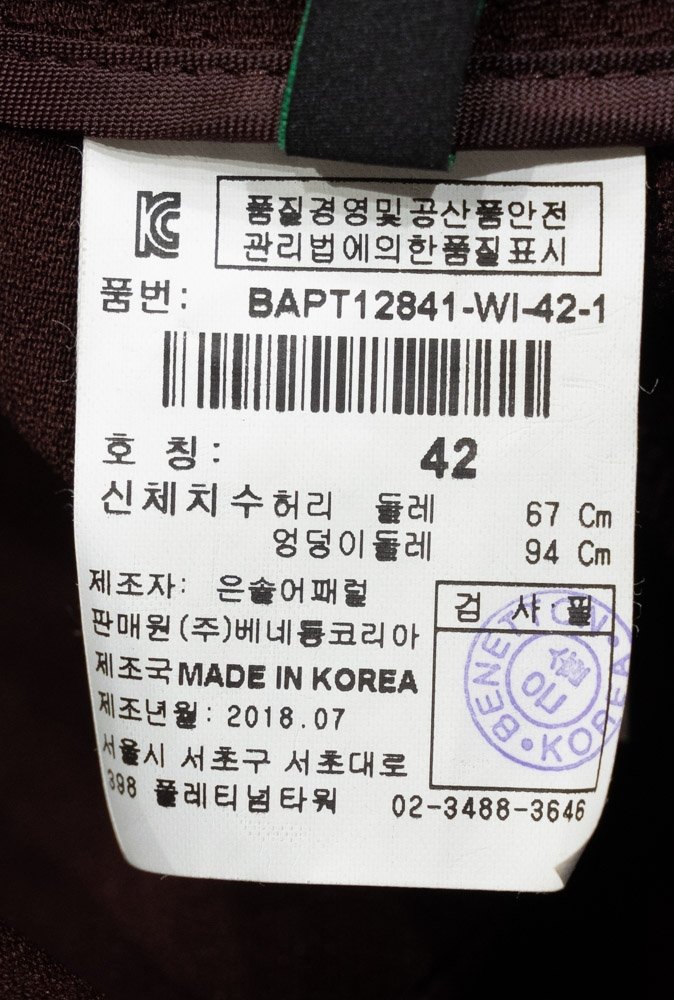 KC
품질경영및공산품안전
관리법에의한품질표시
품번: BAPT12841-WI-42-1
호 칭: 42
신체치수 허리 둘레 67 Cm
엉덩이둘레 94 Cm
제조자: 은솔어패럴
판매원(주)베네통코리아
제조국MADE IN KOREA
제조년월: 2018.07
서울시 서초구 서초대로
398 플래티넘타워 02-3488-3646
검 사 필
BENETTON KOREA